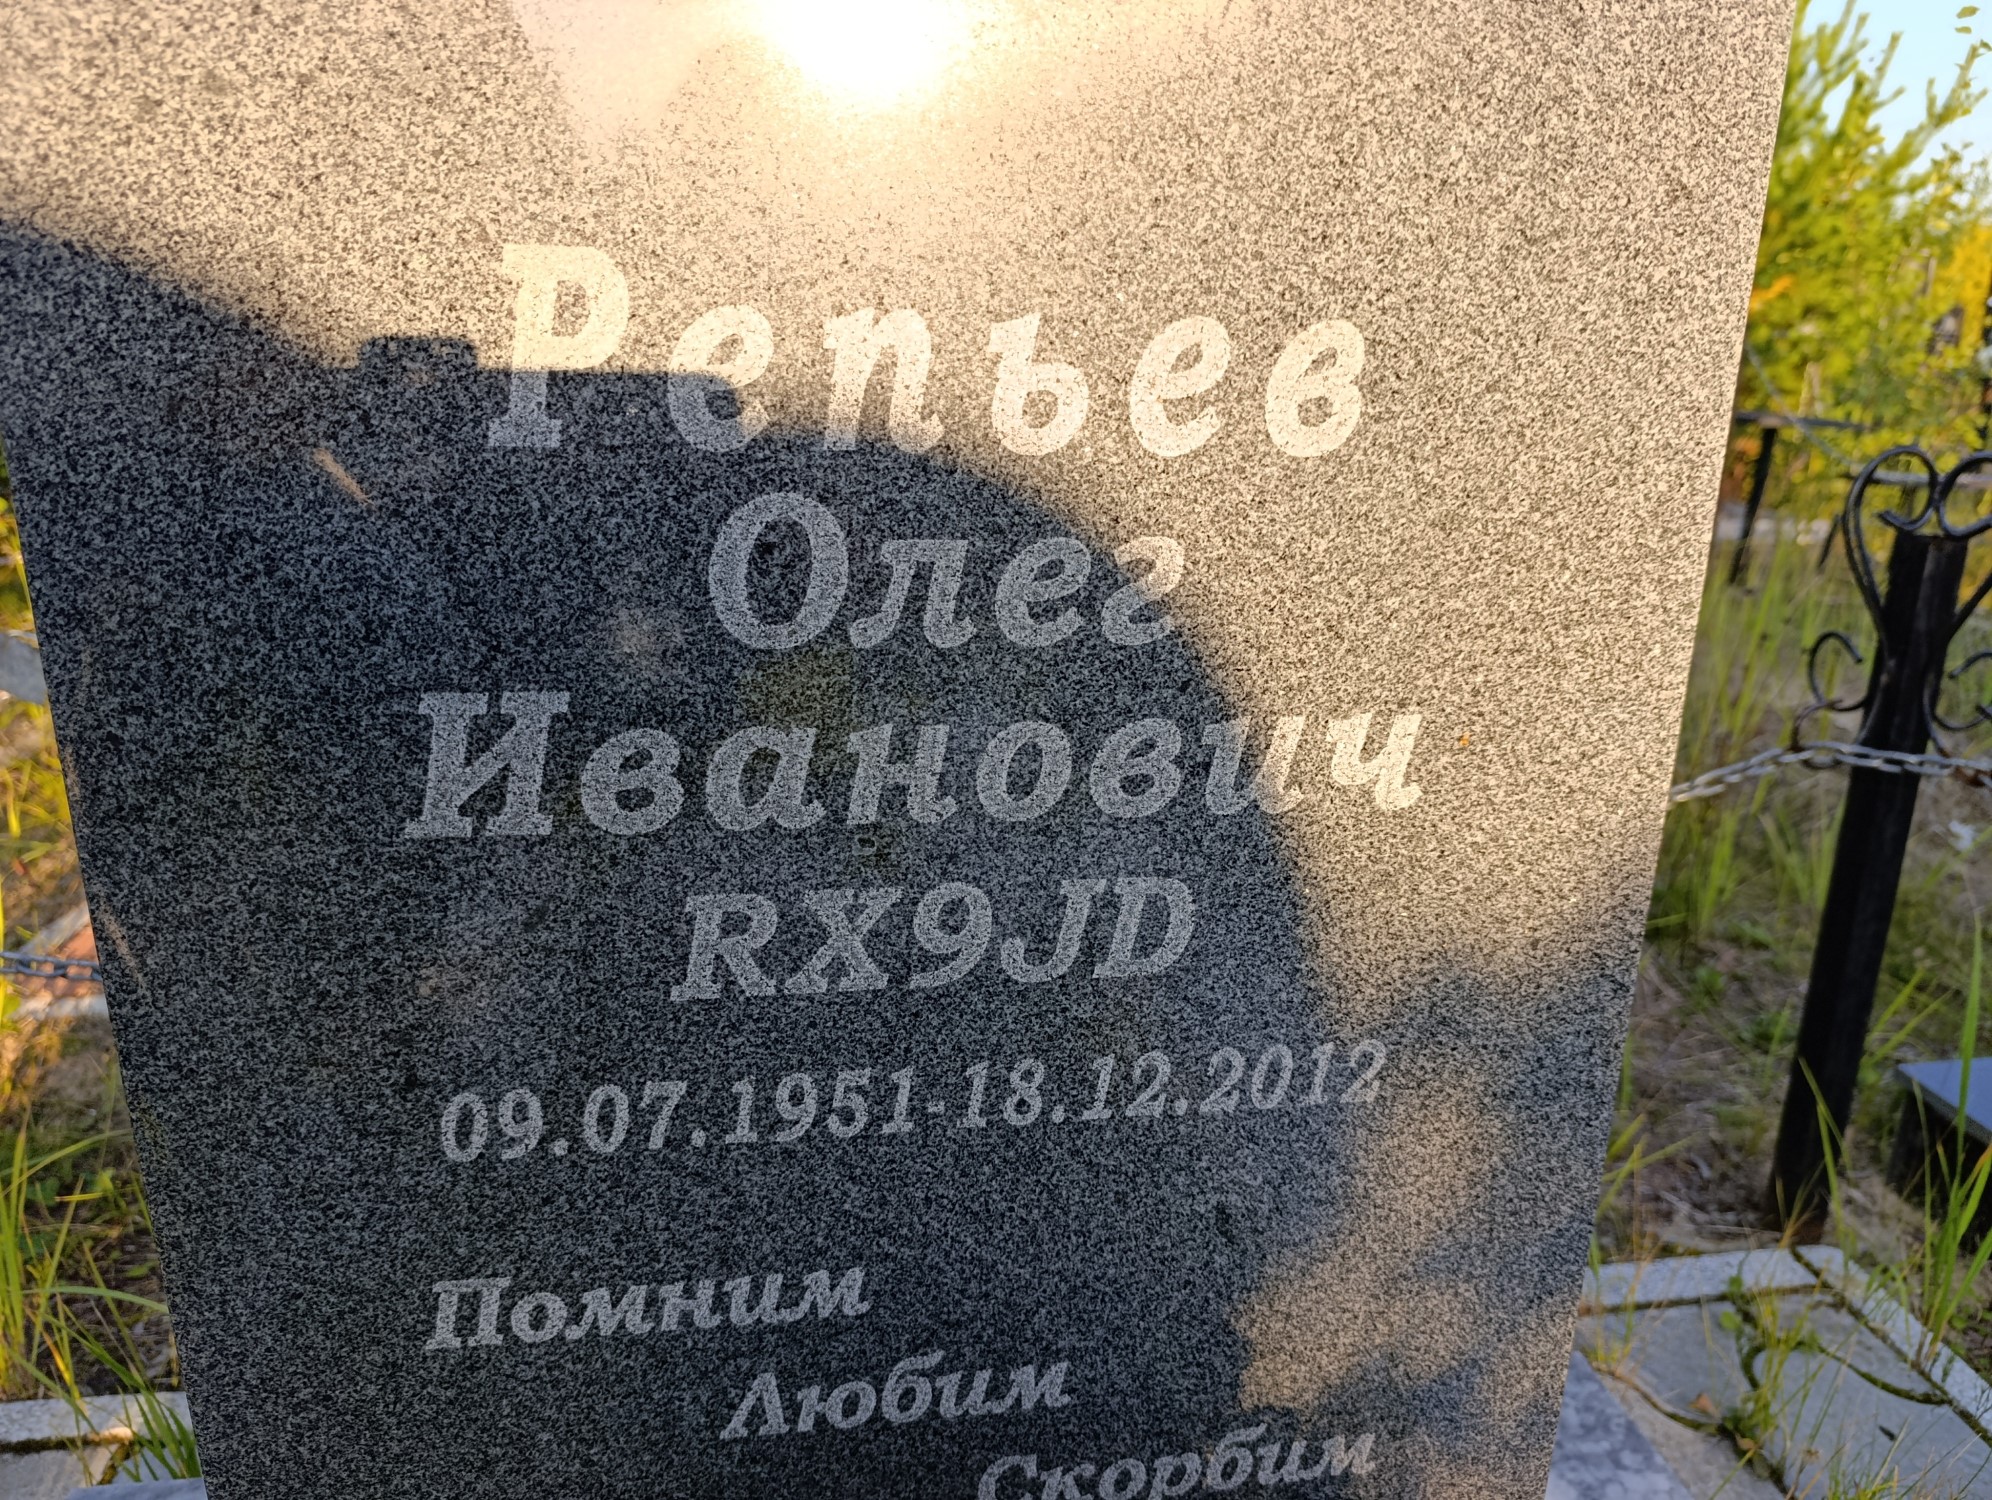 Репьев
Олег
Иванович
RX9JD
09.07.1951-18.12.2012
Помним
Любим
Скорбим